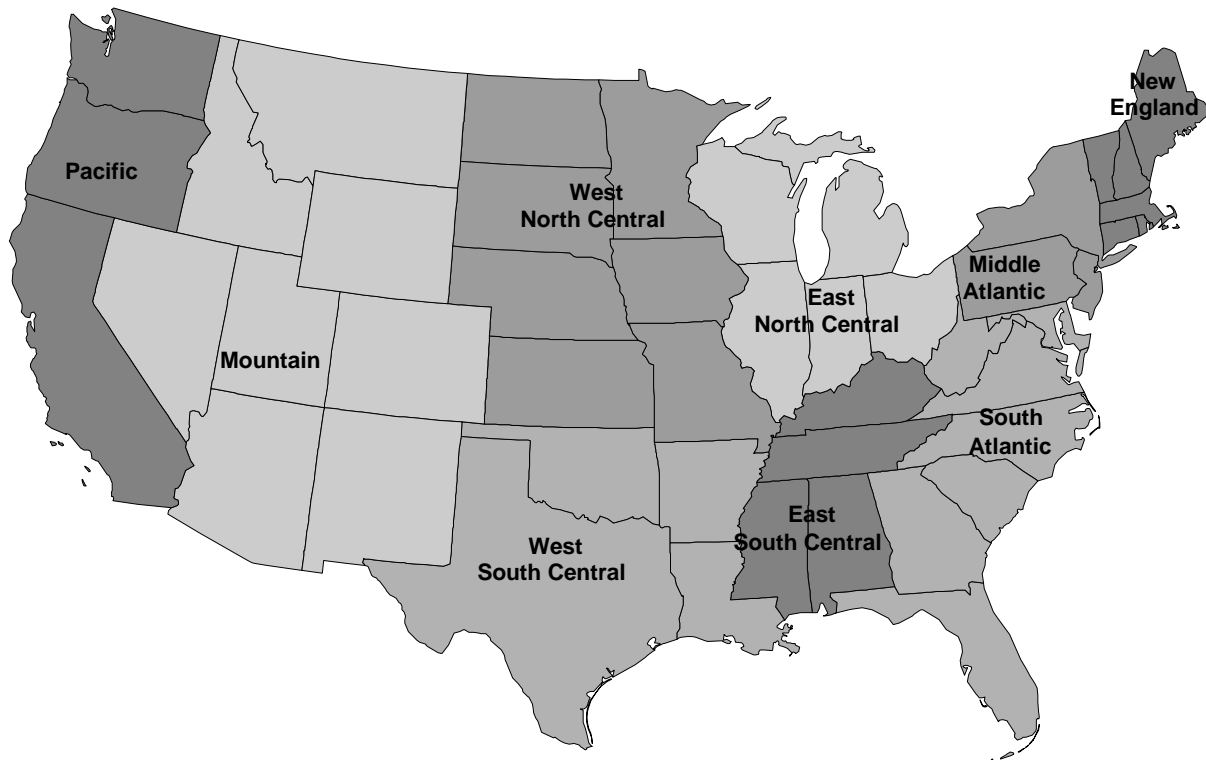 New
England
Pacific
West
North Central
Middle
Atlantic
East
North Central
Mountain
South
Atlantic
East
South Central
West
South Central